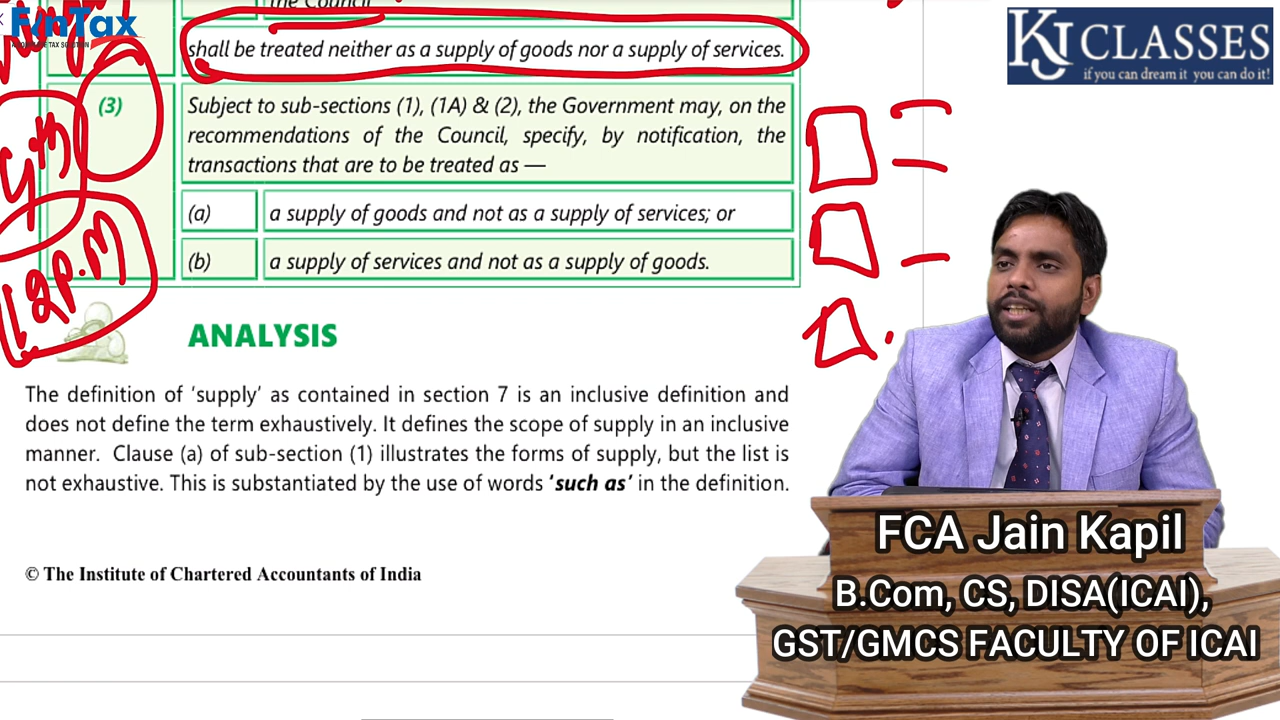 the Council
FinTax
shall be treated neither as a supply of goods nor a supply of services.
KJ CLASSES
if you can dream it you can do it!
(3)
Subject to sub-sections (1), (1A) & (2), the Government may, on the
recommendations of the Council, specify, by notification, the
transactions that are to be treated as —
(a)
a supply of goods and not as a supply of services; or
(b)
a supply of services and not as a supply of goods.
12P.M
ANALYSIS
The definition of 'supply' as contained in section 7 is an inclusive definition and
does not define the term exhaustively. It defines the scope of supply in an inclusive
manner. Clause (a) of sub-section (1) illustrates the forms of supply, but the list is
not exhaustive. This is substantiated by the use of words 'such as' in the definition.
© The Institute of Chartered Accountants of India
FCA Jain Kapil
B.Com, CS, DISA(ICAI),
GST/GMCS FACULTY OF ICAI